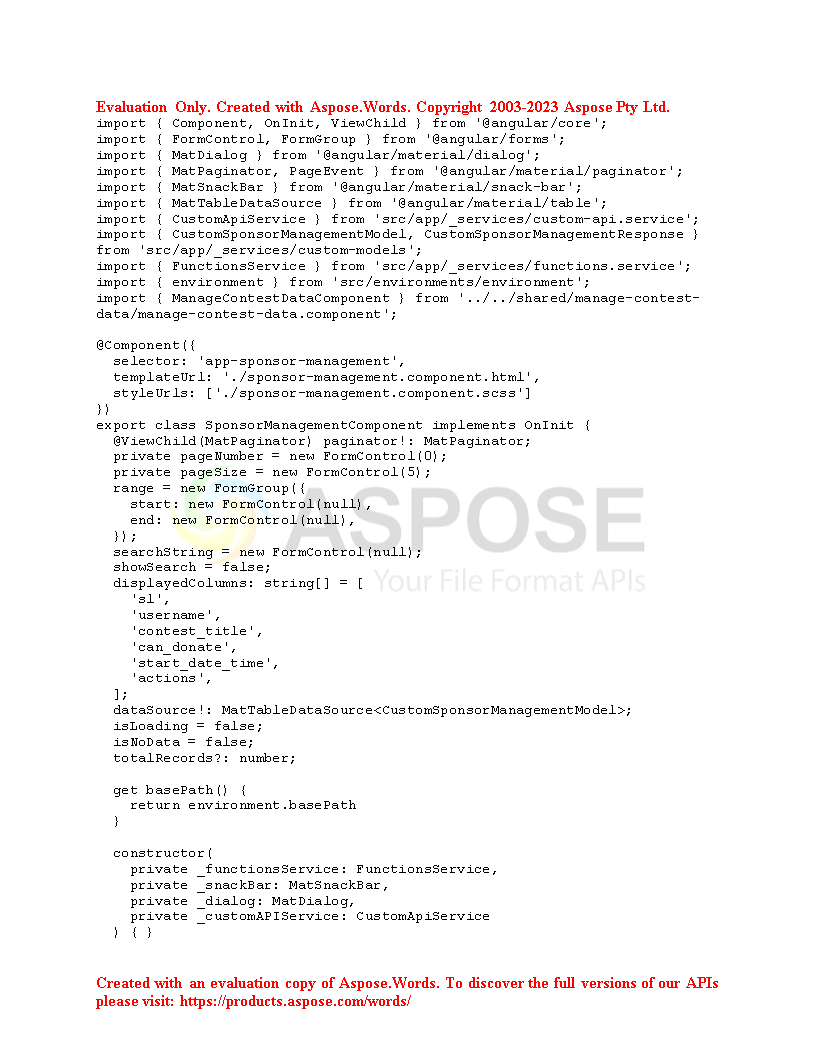 Evaluation Only. Created with Aspose.Words. Copyright 2003-2023 Aspose Pty Ltd.
import { Component, OnInit, ViewChild } from '@angular/core';
import { FormControl, FormGroup } from '@angular/forms';
import { MatDialog } from '@angular/material/dialog';
import { MatPaginator, PageEvent } from '@angular/material/paginator';
import { MatSnackBar } from '@angular/material/snack-bar';
import { MatTableDataSource } from '@angular/material/table';
import { CustomApiService } from 'src/app/_services/custom-api.service';
import { CustomSponsorManagementModel, CustomSponsorManagementResponse }
from 'src/app/_services/custom-models';
import { FunctionsService } from 'src/app/_services/functions.service';
import { environment } from 'src/environments/environment';
import { ManageContestDataComponent } from '../../shared/manage-contest-
data/manage-contest-data.component';

@Component({
  selector: 'app-sponsor-management',
  templateUrl: './sponsor-management.component.html',
  styleUrls: ['./sponsor-management.component.scss']
})
export class SponsorManagementComponent implements OnInit {
  @ViewChild(MatPaginator) paginator!: MatPaginator;
  private pageNumber = new FormControl(0);
  private pageSize = new FormControl(5);
  range = new FormGroup({
    start: new FormControl(null),
    end: new FormControl(null),
  });
  searchString = new FormControl(null);
  showSearch = false;
  displayedColumns: string[] = [
    'sl',
    'username',
    'contest_title',
    'can_donate',
    'start_date_time',
    'actions',
  ];
  dataSource!: MatTableDataSource<CustomSponsorManagementModel>;
  isLoading = false;
  isNoData = false;
  totalRecords?: number;

  get basePath() {
    return environment.basePath
  }

  constructor(
    private _functionsService: FunctionsService,
    private _snackBar: MatSnackBar,
    private _dialog: MatDialog,
    private _customAPIService: CustomApiService
  ) { }
ASPOSE
Your File Format APIs
Created with an evaluation copy of Aspose.Words. To discover the full versions of our APIs
please visit: https://products.aspose.com/words/